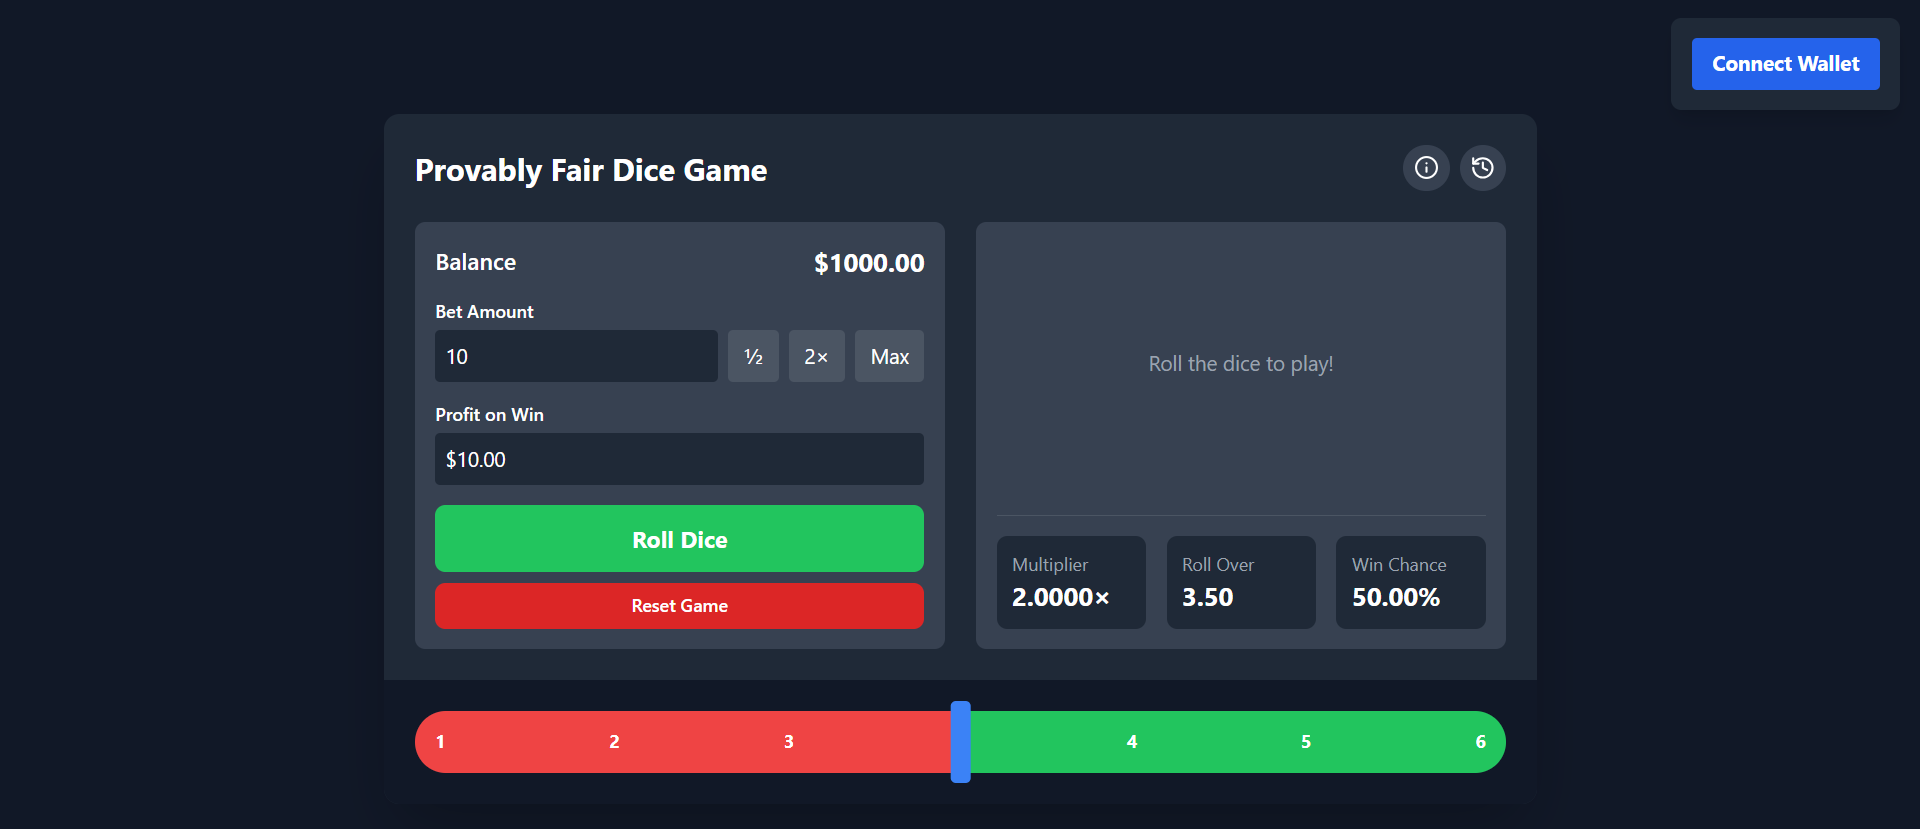 Connect Wallet
Provably Fair Dice Game
Balance $1000.00
Bet Amount
10 ½ 2× Max
Profit on Win
$10.00
Roll Dice
Reset Game
Roll the dice to play!
Multiplier Roll Over Win Chance
2.0000× 3.50 50.00%
1 2 3 4 5 6